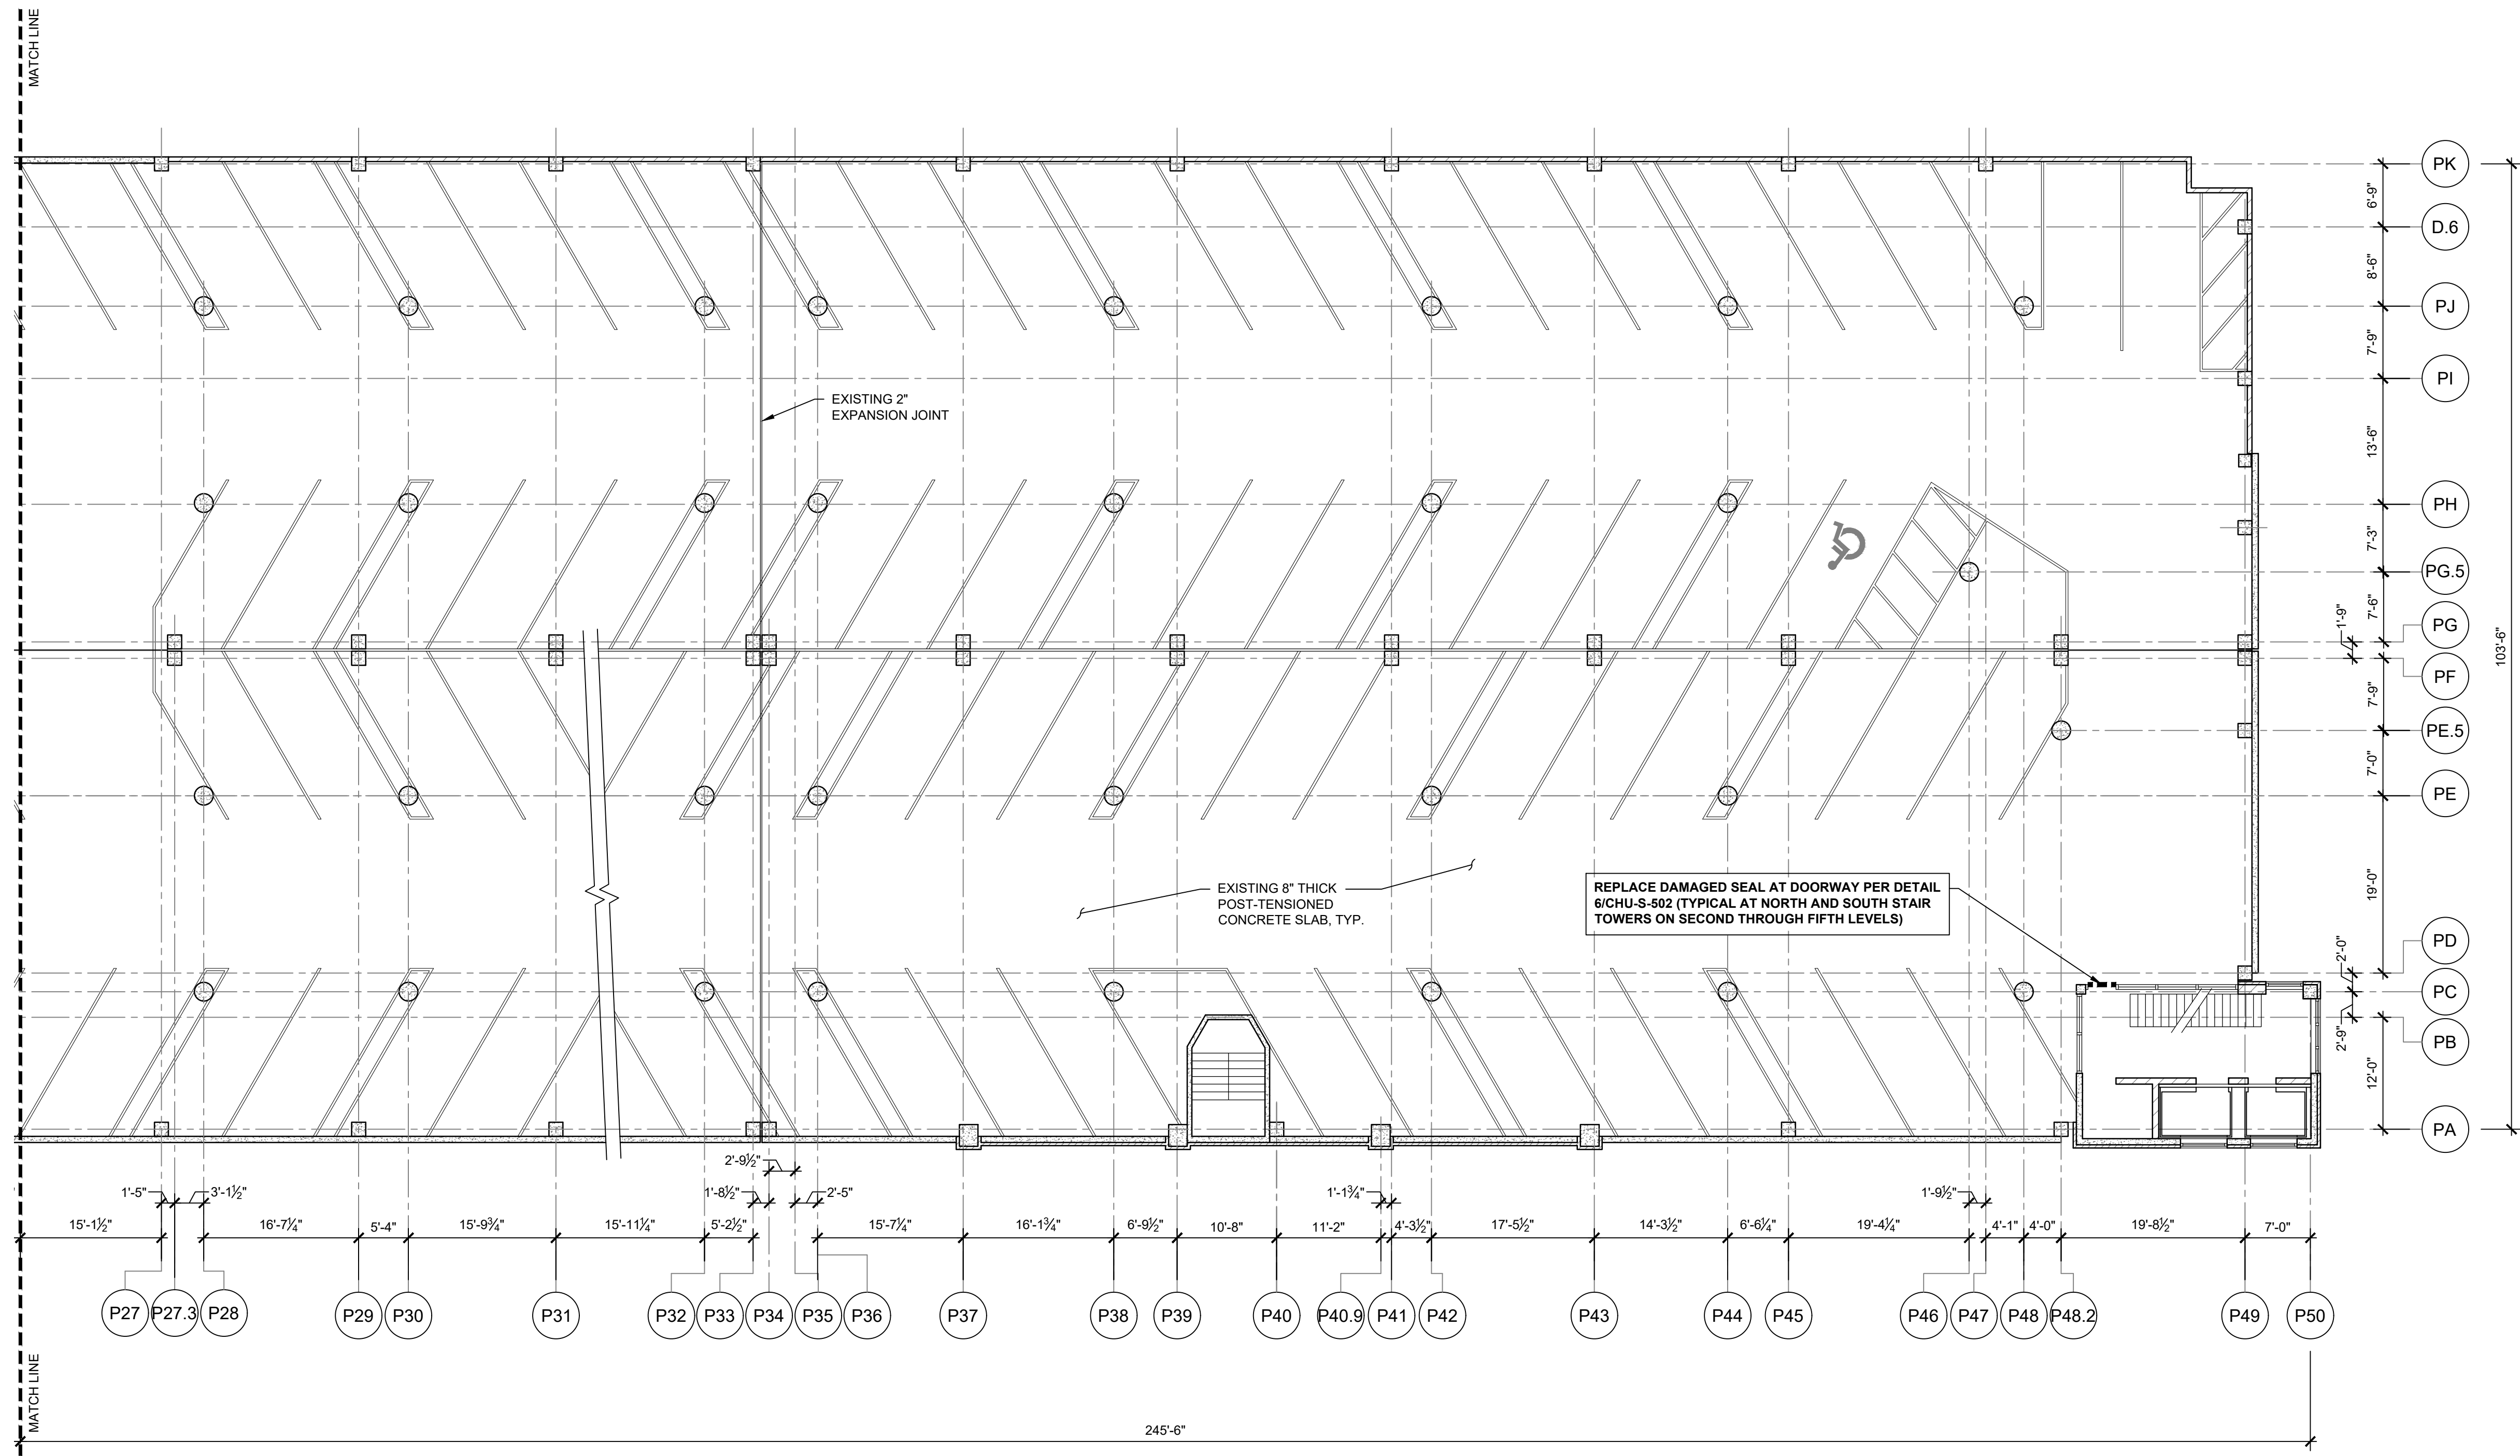 MATCH LINE
PK
6'-9"
D.6
8'-6"
PJ
7'-9"
PI
EXISTING 2"
EXPANSION JOINT
13'-6"
PH
7'-3"
PG.5
7'-6"
1'-9"
PG
103'-6"
PF
7'-9"
PE.5
7'-0"
PE
EXISTING 8" THICK
POST-TENSIONED
CONCRETE SLAB, TYP.
REPLACE DAMAGED SEAL AT DOORWAY PER DETAIL
6/CHU-S-502 (TYPICAL AT NORTH AND SOUTH STAIR
TOWERS ON SECOND THROUGH FIFTH LEVELS)
19'-0"
PD
2'-0"
PC
2'-9"
PB
12'-0"
PA
2'-9½"
1'-5" 3'-1½" 1'-8½" 2'-5" 1'-1¾" 1'-9½"
15'-1½" 16'-7¼" 5'-4" 15'-9¾" 15'-11¼" 5'-2½" 15'-7¼" 16'-1¾" 6'-9½" 10'-8" 11'-2" 4'-3½" 17'-5½" 14'-3½" 6'-6¼" 19'-4¼" 4'-1" 4'-0" 19'-8½" 7'-0"
P27 P27.3 P28 P29 P30 P31 P32 P33 P34 P35 P36 P37 P38 P39 P40 P40.9 P41 P42 P43 P44 P45 P46 P47 P48 P48.2 P49 P50
MATCH LINE
245'-6"